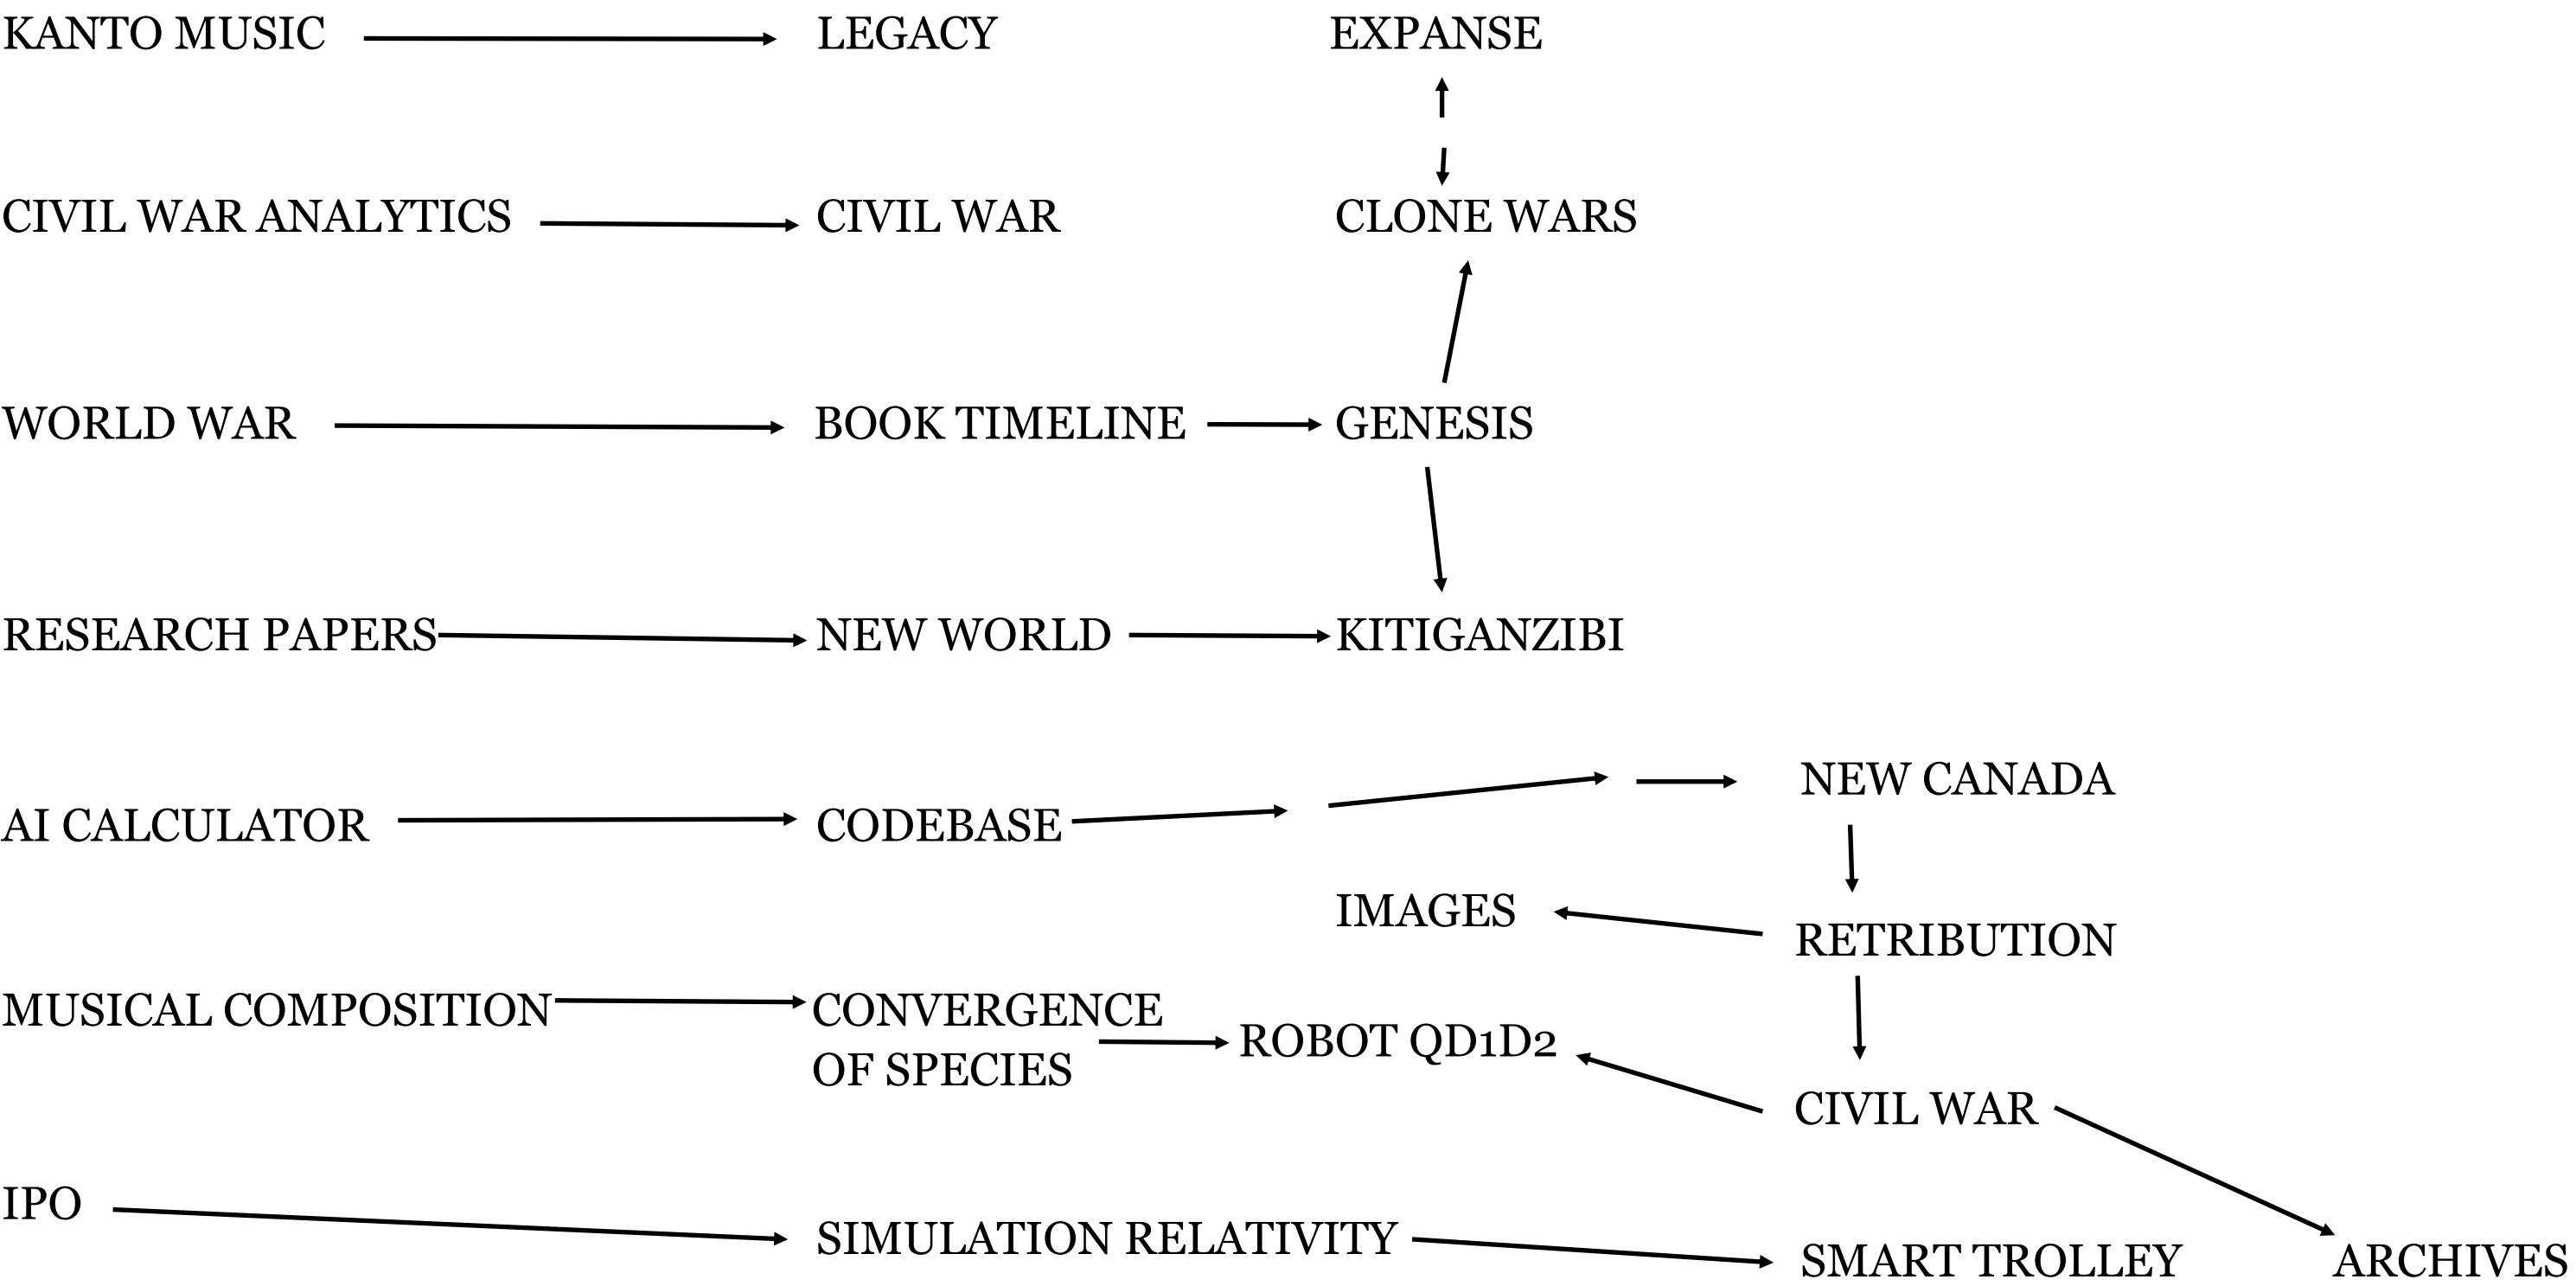 KANTO MUSIC
LEGACY
EXPANSE
CIVIL WAR ANALYTICS
CIVIL WAR
CLONE WARS
WORLD WAR
BOOK TIMELINE
GENESIS
RESEARCH PAPERS
NEW WORLD
KITIGANZIBI
NEW CANADA
AI CALCULATOR
CODEBASE
IMAGES
RETRIBUTION
MUSICAL COMPOSITION
CONVERGENCE
OF SPECIES
ROBOT QD1D2
CIVIL WAR
IPO
SIMULATION RELATIVITY
SMART TROLLEY
ARCHIVES